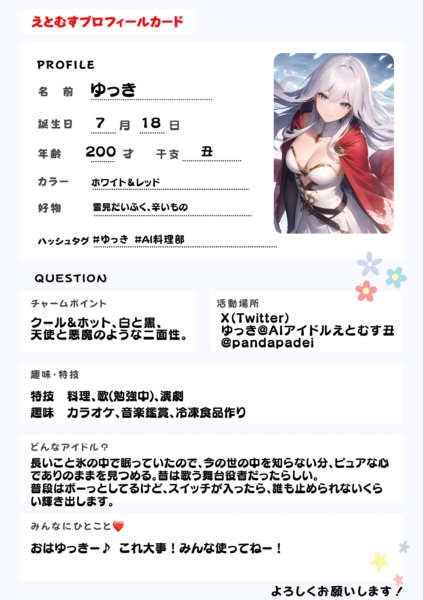 えとむすプロフィールカード
PROFILE
名 前 ゆっき
誕生日 7 月 18 日
年齢 200 才 干支 丑
カラー ホワイト&レッド
好物 雪見だいふく、辛いもの
ハッシュタグ #ゆっき #AI料理部
QUESTION
チャームポイント
クール&ホット、白と黒、
天使と悪魔のような二面性。
活動場所
X(Twitter)
ゆっき@AIアイドルえとむす丑
@pandapadei
趣味・特技
特技 料理、歌(勉強中)、演劇
趣味 カラオケ、音楽鑑賞、冷凍食品作り
どんなアイドル？
長いこと氷の中で眠っていたので、今の世の中を知らない分、ピュアな心
でありのままを見つめる。昔は歌う舞台役者だったらしい。
普段はボーっとしてるけど、スイッチが入ったら、誰も止められないくら
い輝き出します。
みんなにひとこと❤️
おはゆっきー♪ これ大事！みんな使ってねー！
よろしくお願いします！